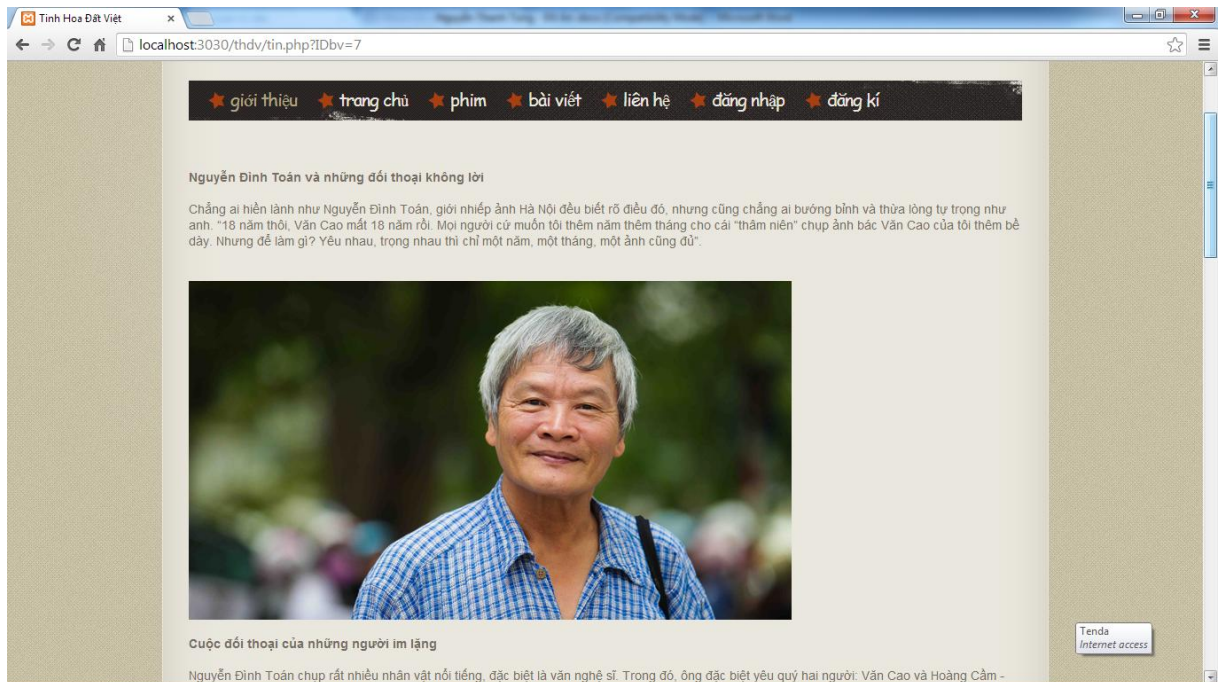 Tinh Hoa Đất Việt
localhost:3030/thdv/tin.php?IDbv=7
giới thiệu trang chủ phim bài viết liên hệ đăng nhập đăng kí
Nguyễn Đình Toán và những đối thoại không lời
Chẳng ai hiền lành như Nguyễn Đình Toán, giới nhiếp ảnh Hà Nội đều biết rõ điều đó, nhưng cũng chẳng ai bướng bỉnh và thừa lòng tự trọng như
anh. "18 năm thôi, Văn Cao mất 18 năm rồi. Mọi người cứ muốn tôi thêm năm thêm tháng cho cái "thâm niên" chụp ảnh bác Văn Cao của tôi thêm bề
dày. Nhưng để làm gì? Yêu nhau, trọng nhau thì chỉ một năm, một tháng, một ảnh cũng đủ".
Cuộc đối thoại của những người im lặng
Nguyễn Đình Toán chụp rất nhiều nhân vật nổi tiếng, đặc biệt là văn nghệ sĩ. Trong đó, ông đặc biệt yêu quý hai người: Văn Cao và Hoàng Cầm -
Tenda
Internet access